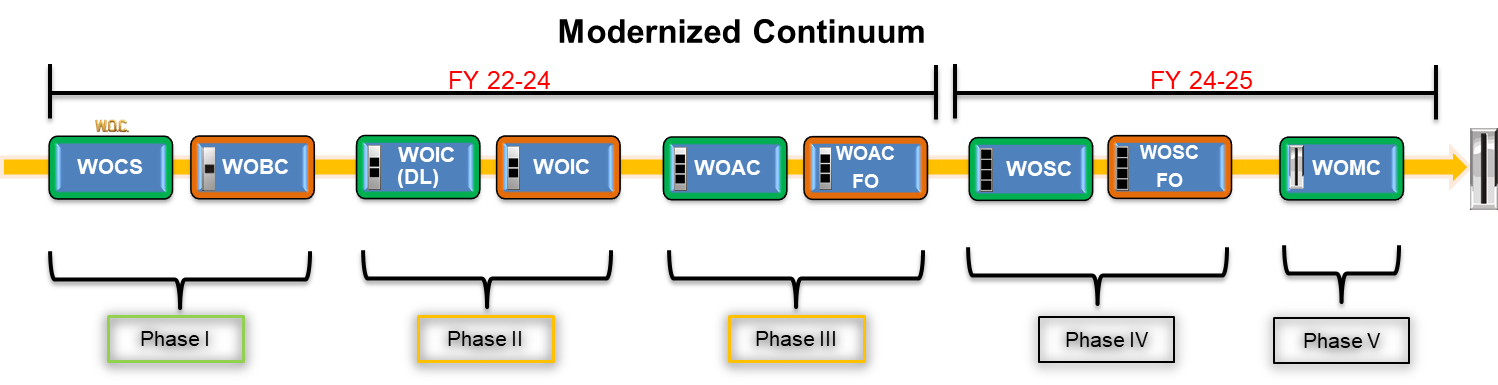 Modernized Continuum
FY 22-24
FY 24-25
W.O.C.
WOCS
WOBC
WOIC
(DL)
WOIC
WOAC
WOAC
FO
WOSC
WOSC
FO
WOMC
Phase I
Phase II
Phase III
Phase IV
Phase V